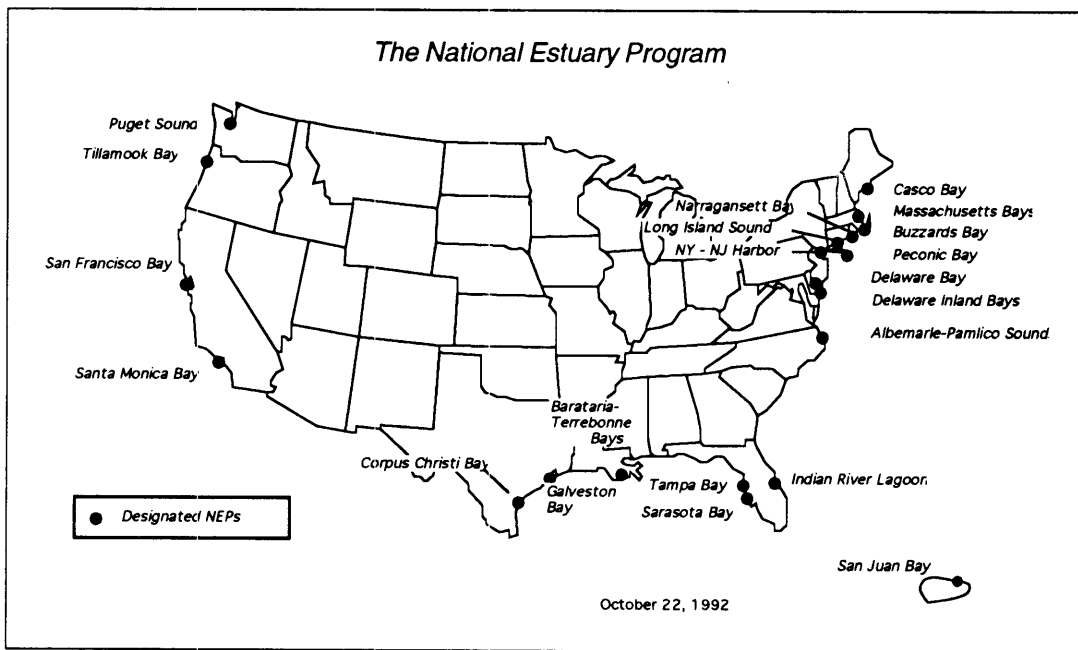 The National Estuary Program
Puget Sound
Tillamook Bay
San Francisco Bay
Santa Monica Bay
Casco Bay
Narragansett Bay
Massachusetts Bays
Long Island Sound
Buzzards Bay
NY - NJ Harbor
Peconic Bay
Delaware Bay
Delaware Inland Bays
Albemarle-Pamlico Sound
Barataria-
Terrebonne
Bays
Corpus Christi Bay
Galveston
Bay
Tampa Bay
Sarasota Bay
Indian River Lagoon
Designated NEPs
San Juan Bay
October 22, 1992